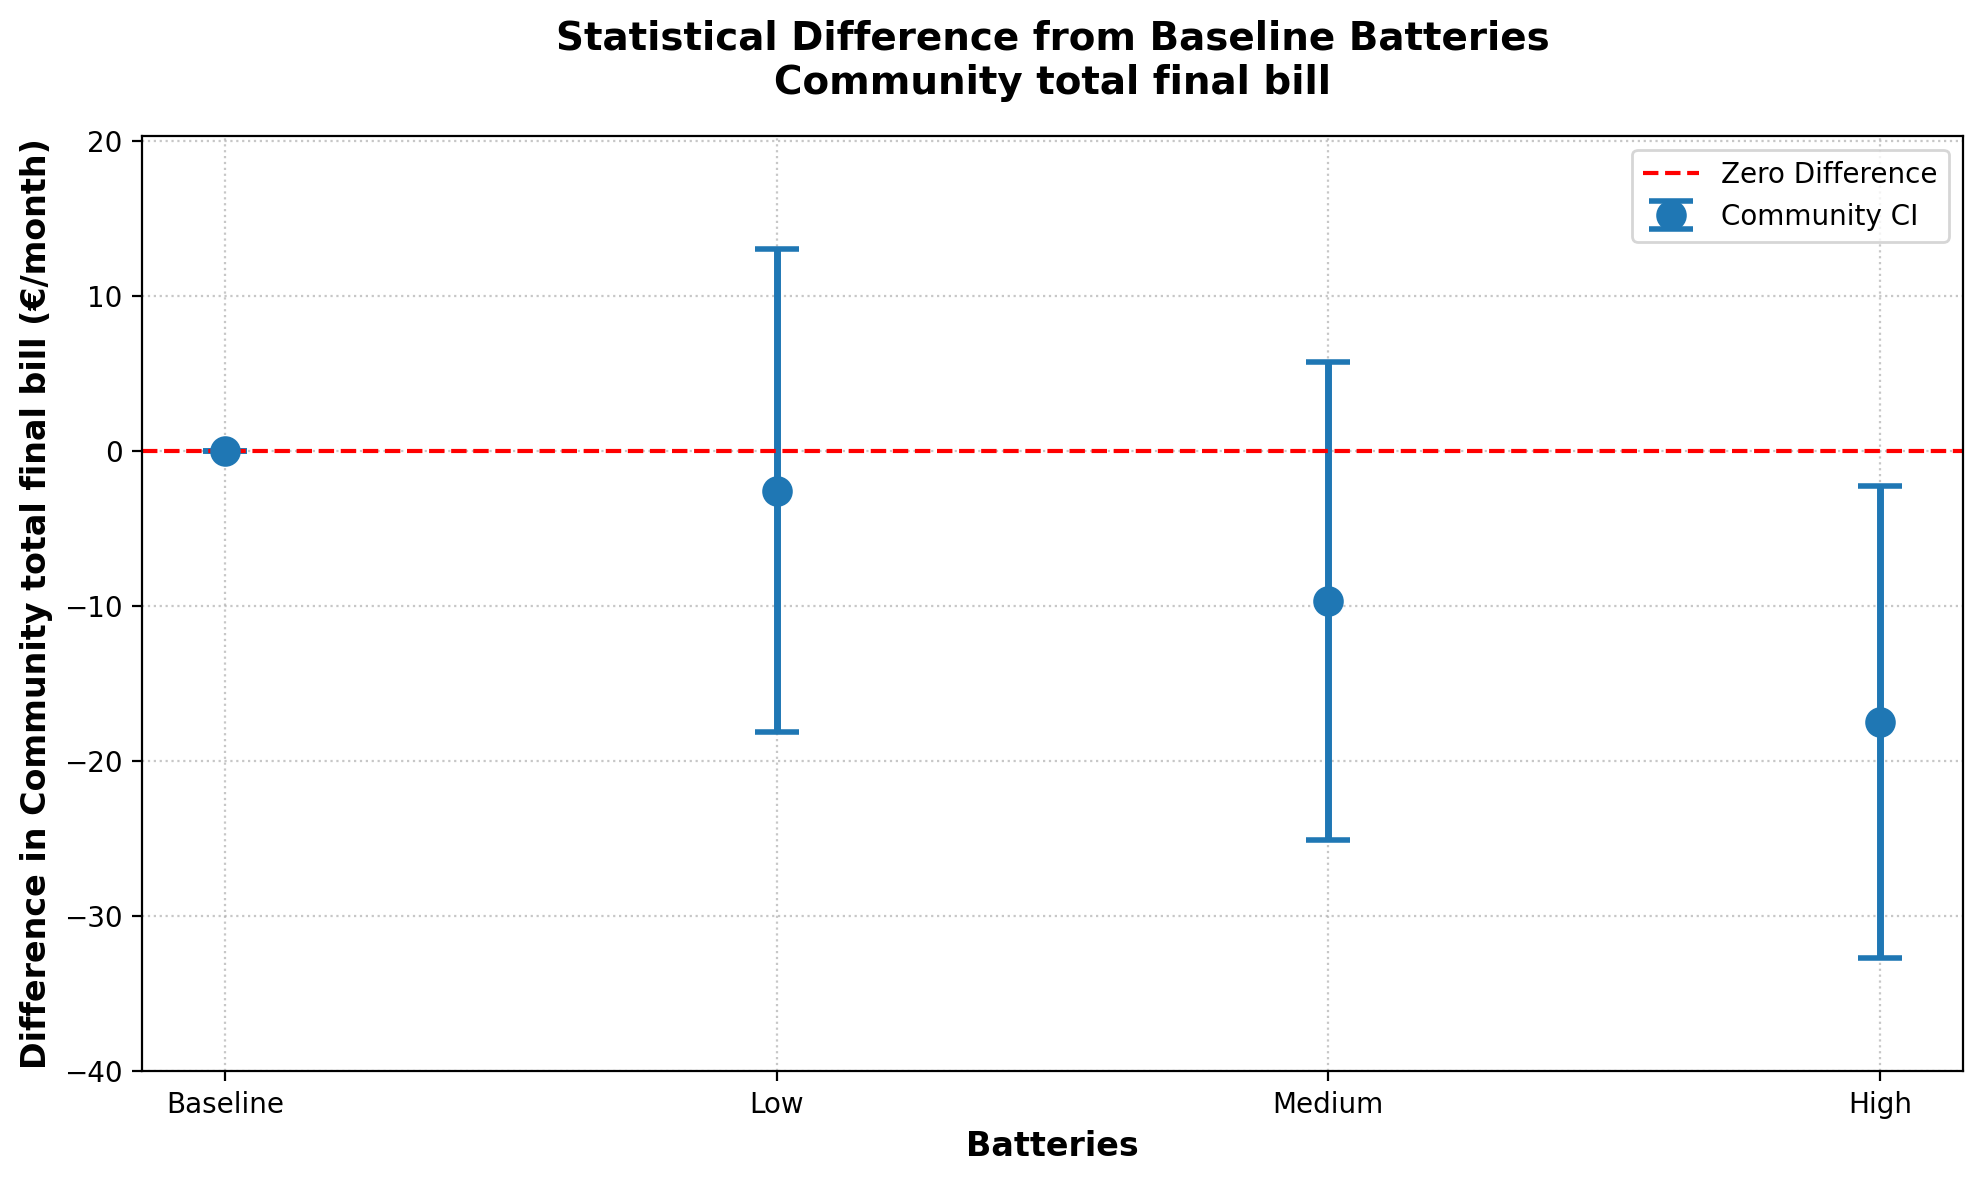 Statistical Difference from Baseline Batteries
Community total final bill
Difference in Community total final bill (€/month)
20
10
0
−10
−20
−30
−40
Zero Difference
Community CI
Baseline
Low
Medium
High
Batteries